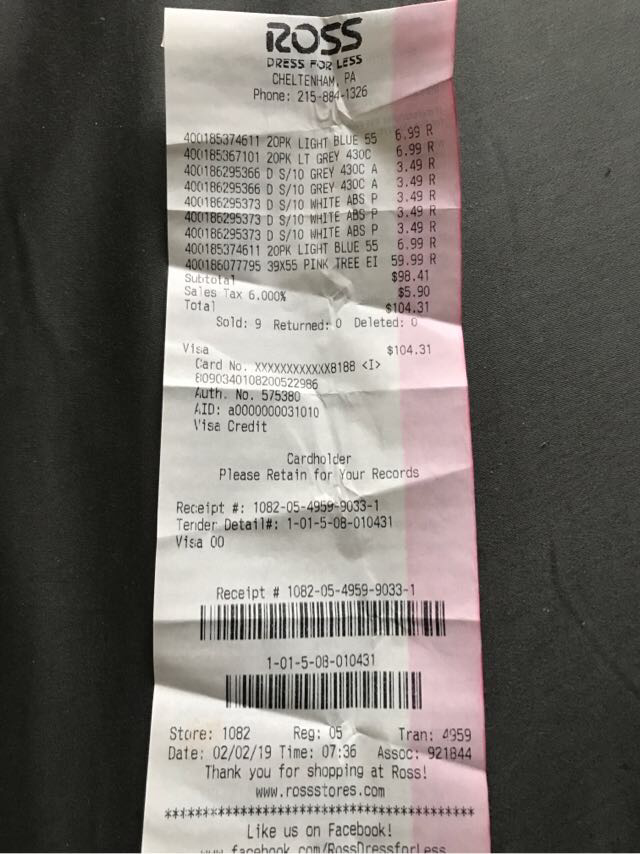 ROSS
DRESS FOR LESS
CHELTENHAM, PA
Phone: 215-884-1326
400185374611 20PK LIGHT BLUE 55 6.99 R
400185367101 20PK LT GREY 430C 6.99 R
400186295366 D S/10 GREY 430C A 3.49 R
400186295366 D S/10 GREY 430C A 3.49 R
400186295373 D S/10 WHITE ABS P 3.49 R
400186295373 D S/10 WHITE ABS P 3.49 R
400186295373 D S/10 WHITE ABS P 3.49 R
400185374611 20PK LIGHT BLUE 55 6.99 R
400186077795 39X55 PINK TREE EI 59.99 R
Subtotal $98.41
Sales Tax 6.000% $5.90
Total $104.31
Sold: 9 Returned: 0 Deleted: 0
Visa $104.31
Card No. XXXXXXXXXXXX8188 <I>
809034010820052​2986
Auth. No. 575380
AID: a0000000031010
Visa Credit
Cardholder
Please Retain for Your Records
Receipt #: 1082-05-4959-9033-1
Tender Detail#: 1-01-5-08-010431
Visa 00
Receipt # 1082-05-4959-9033-1
1-01-5-08-010431
Store: 1082 Reg: 05 Tran: 4959
Date: 02/02/19 Time: 07:36 Assoc: 921844
Thank you for shopping at Ross!
www.rossstores.com
****************************************
Like us on Facebook!
www.facebook.com/RossDressforLess